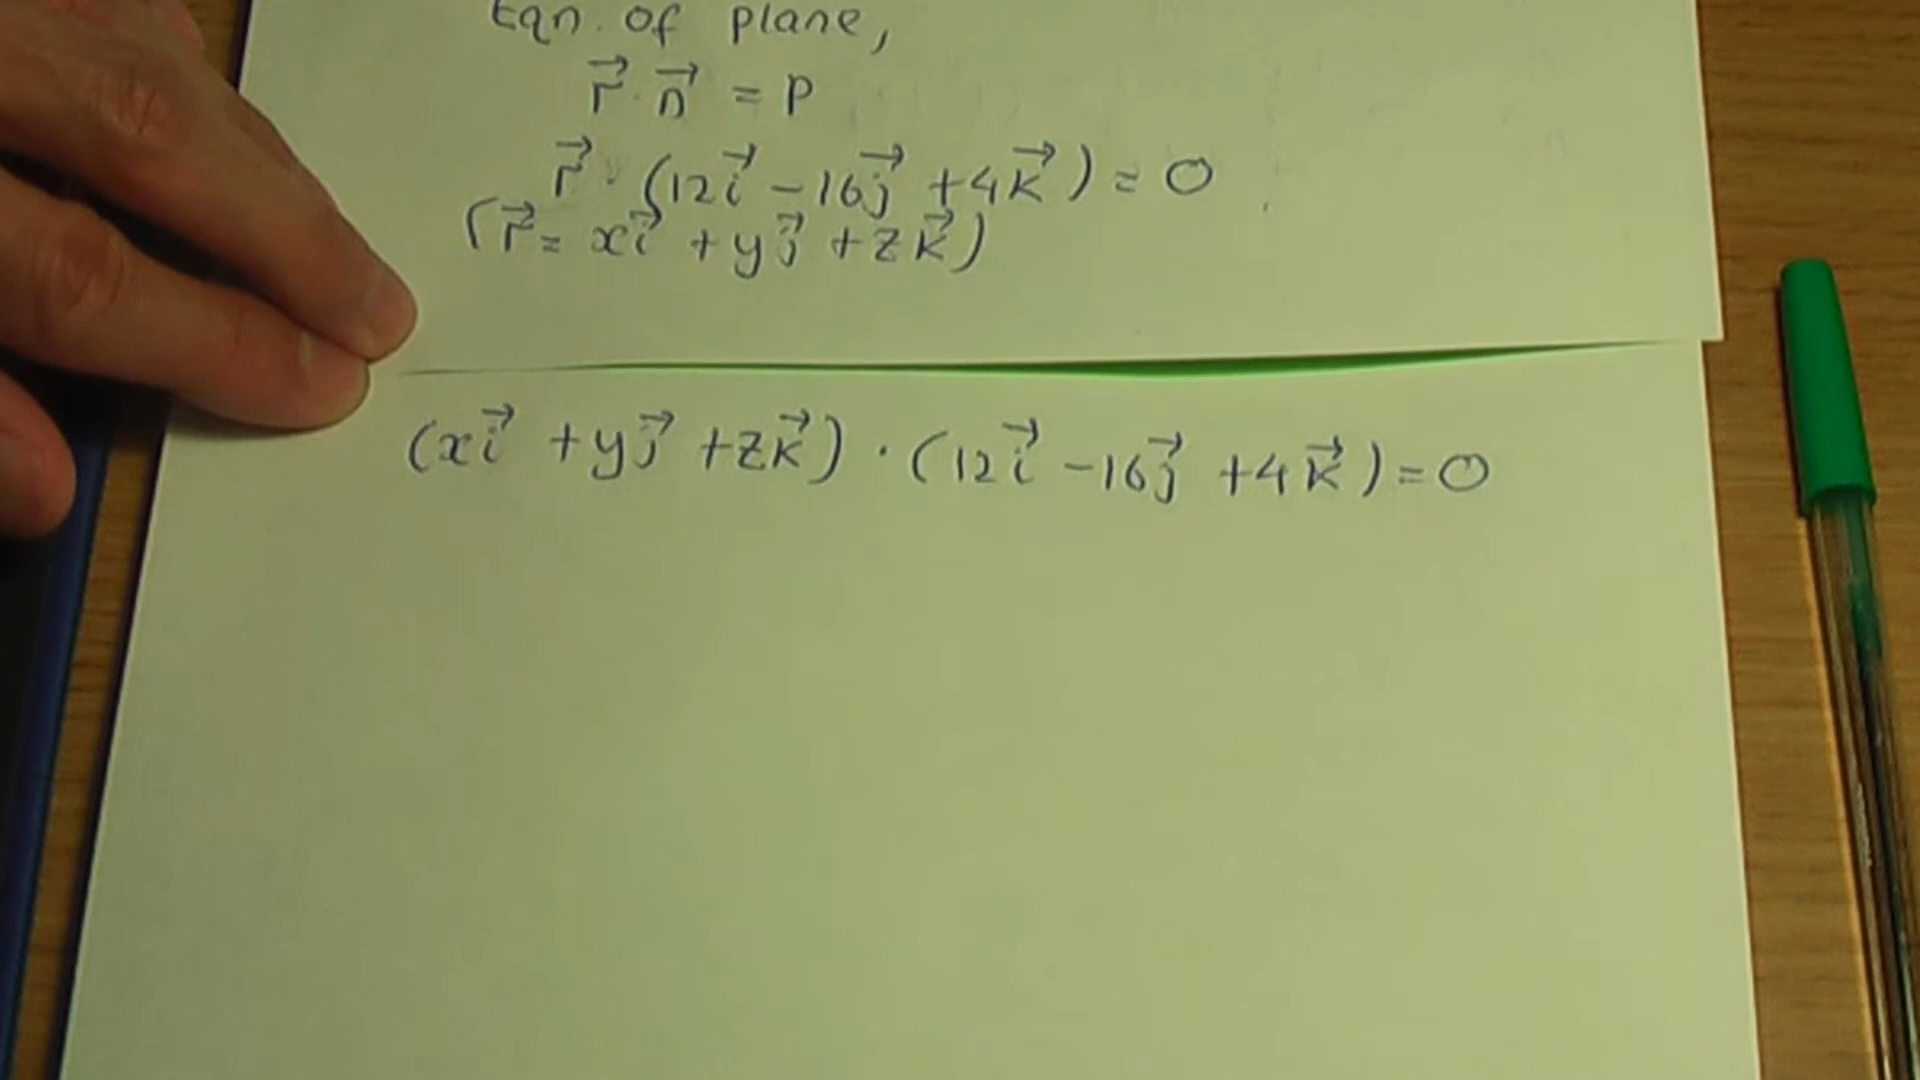 Eqn. of plane,
r⃗ · n⃗ = P
r⃗ · (12i⃗ - 16j⃗ + 4k⃗) = 0
(r⃗ = xi⃗ + yj⃗ + zk⃗)
(xi⃗ + yj⃗ + zk⃗) · (12i⃗ - 16j⃗ + 4k⃗) = 0